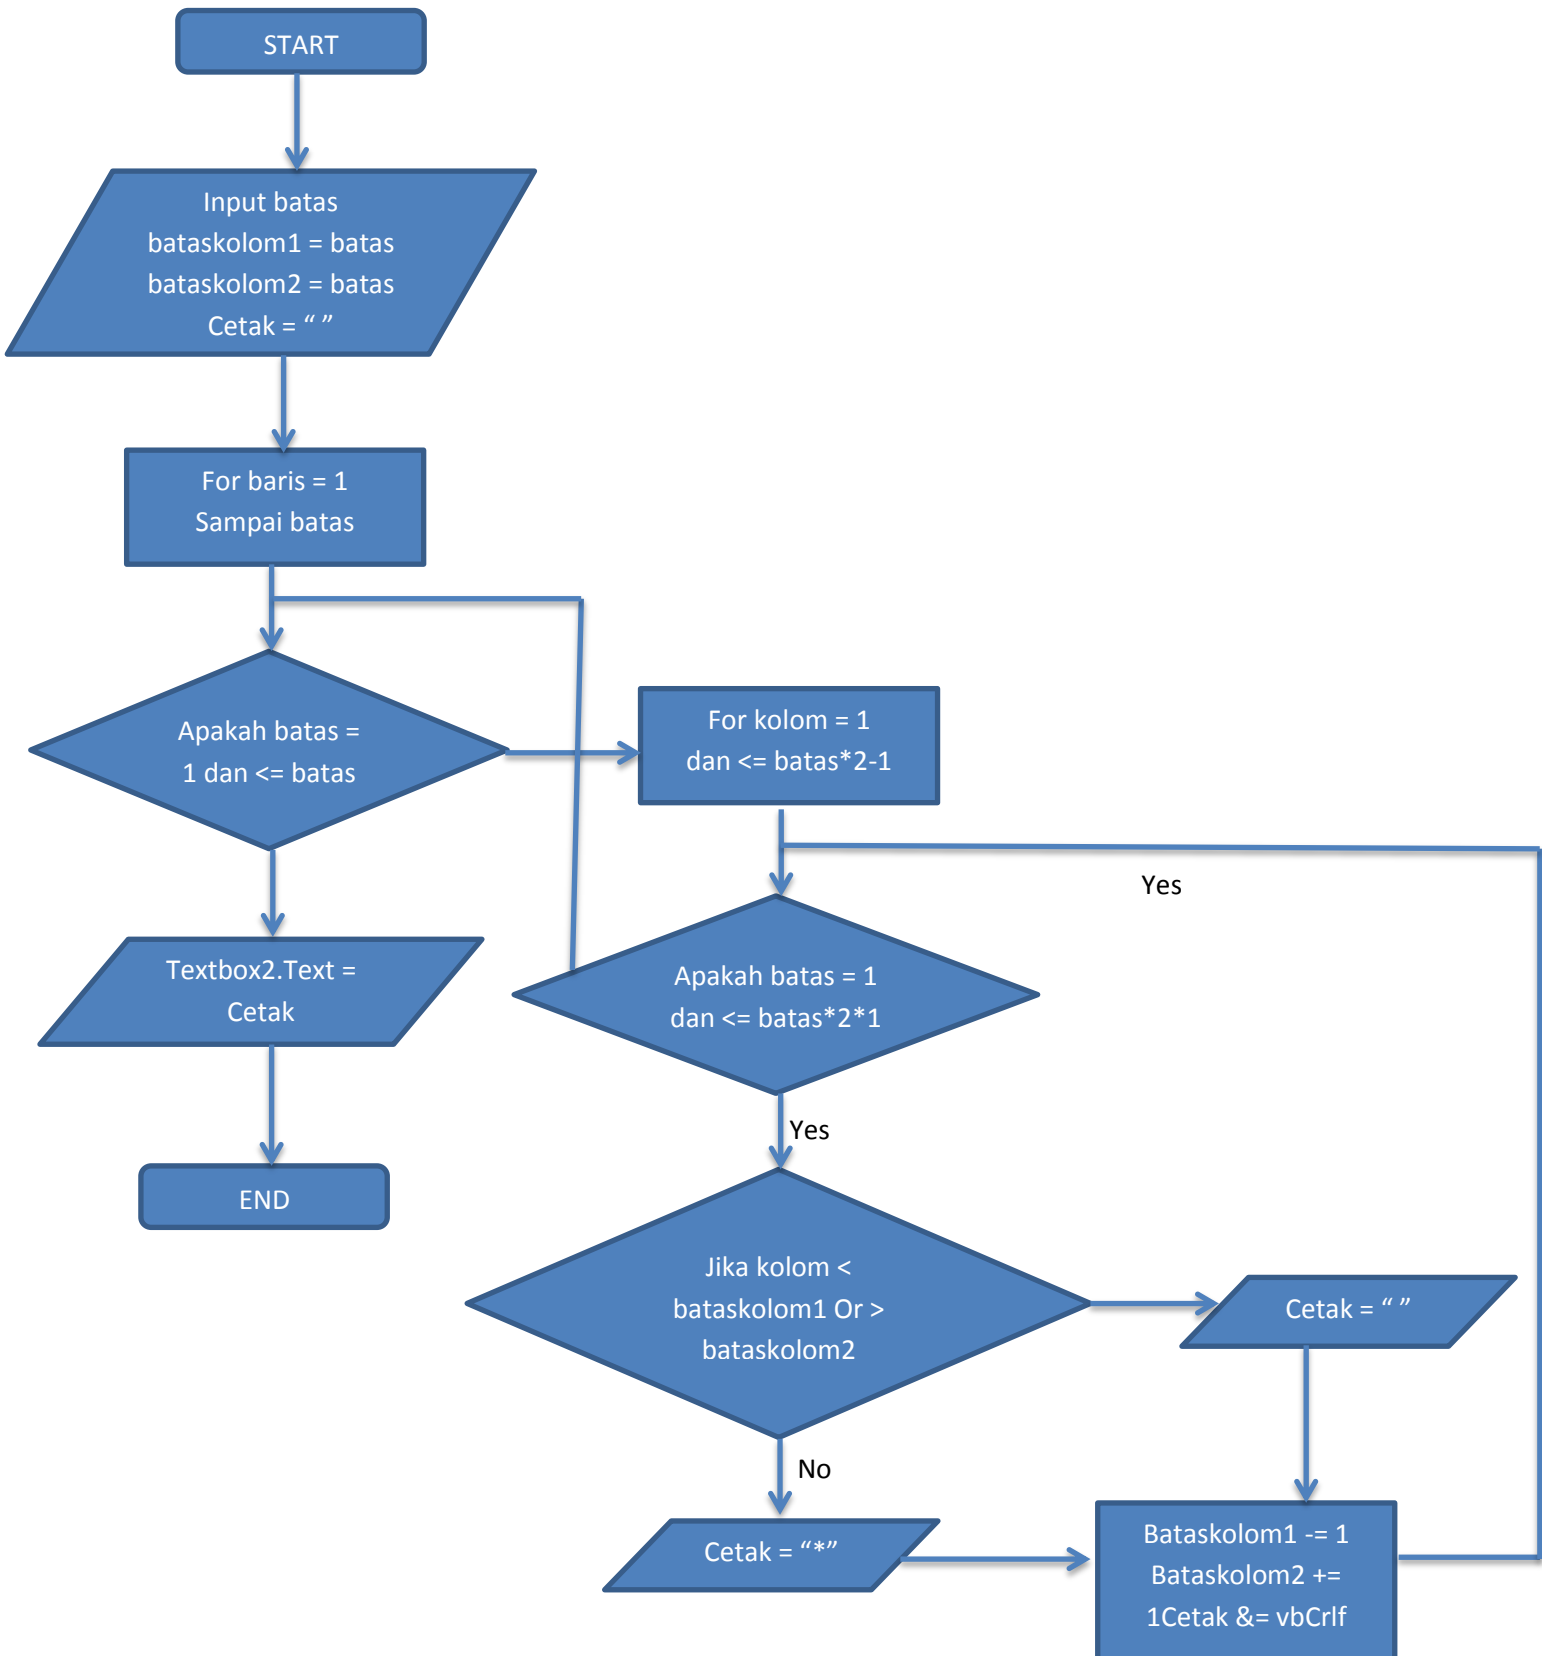 START
Input batas
bataskolom1 = batas
bataskolom2 = batas
Cetak = “ ”
For baris = 1
Sampai batas
Apakah batas =
1 dan <= batas
For kolom = 1
dan <= batas*2-1
Yes
Textbox2.Text =
Cetak
Apakah batas = 1
dan <= batas*2*1
Yes
END
Jika kolom <
bataskolom1 Or >
bataskolom2
Cetak = “ ”
No
Cetak = “*”
Bataskolom1 -= 1
Bataskolom2 +=
1Cetak &= vbCrlf